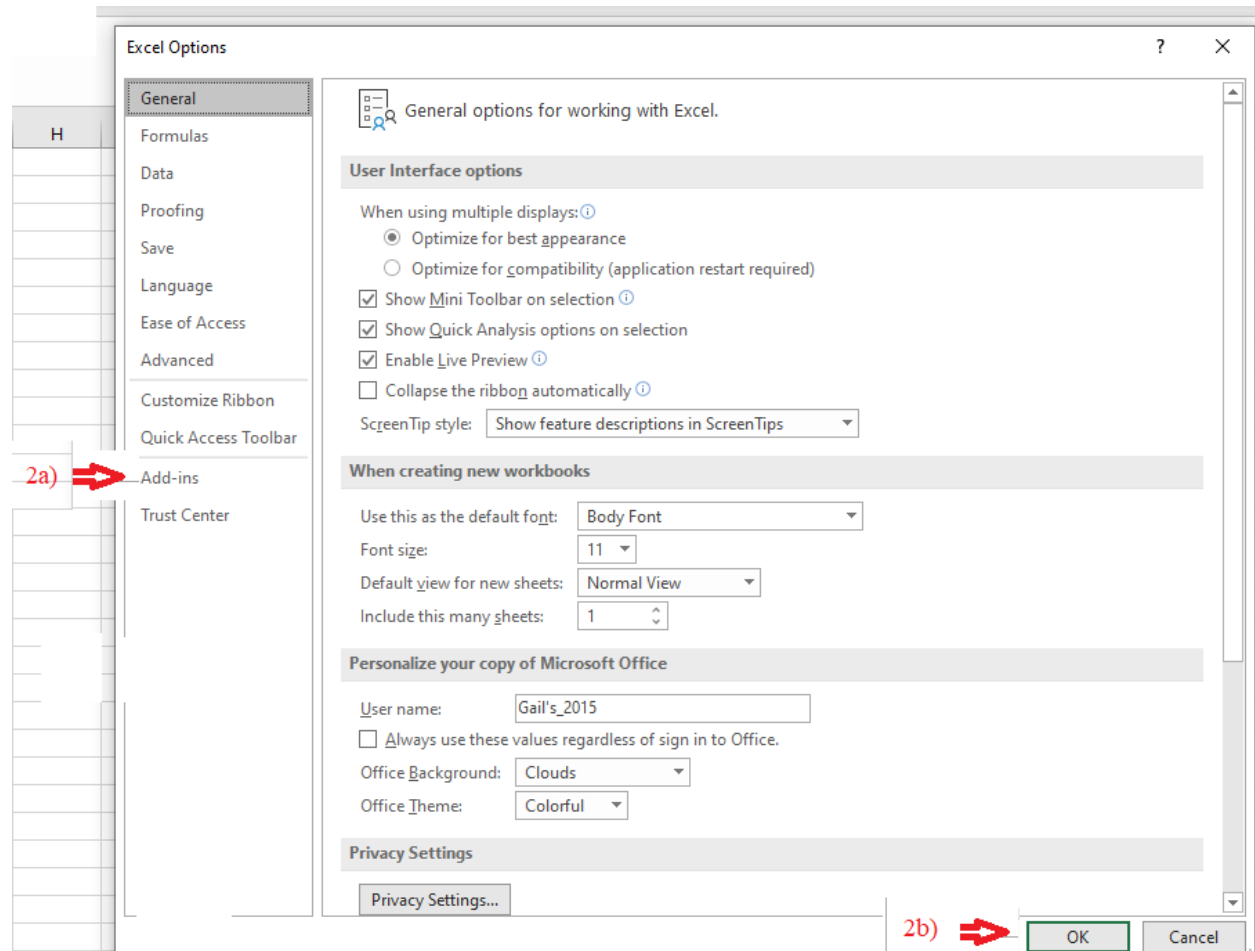 Excel Options
?
H
General
Formulas
Data
Proofing
Save
Language
Ease of Access
Advanced
Customize Ribbon
Quick Access Toolbar
2a)
Add-ins
Trust Center
General options for working with Excel.
User Interface options
When using multiple displays:
Optimize for best appearance
Optimize for compatibility (application restart required)
Show Mini Toolbar on selection
Show Quick Analysis options on selection
Enable Live Preview
Collapse the ribbon automatically
ScreenTip style: Show feature descriptions in ScreenTips
When creating new workbooks
Use this as the default font: Body Font
Font size: 11
Default view for new sheets: Normal View
Include this many sheets: 1
Personalize your copy of Microsoft Office
User name: Gail's_2015
Always use these values regardless of sign in to Office.
Office Background: Clouds
Office Theme: Colorful
Privacy Settings
Privacy Settings...
2b)
OK Cancel